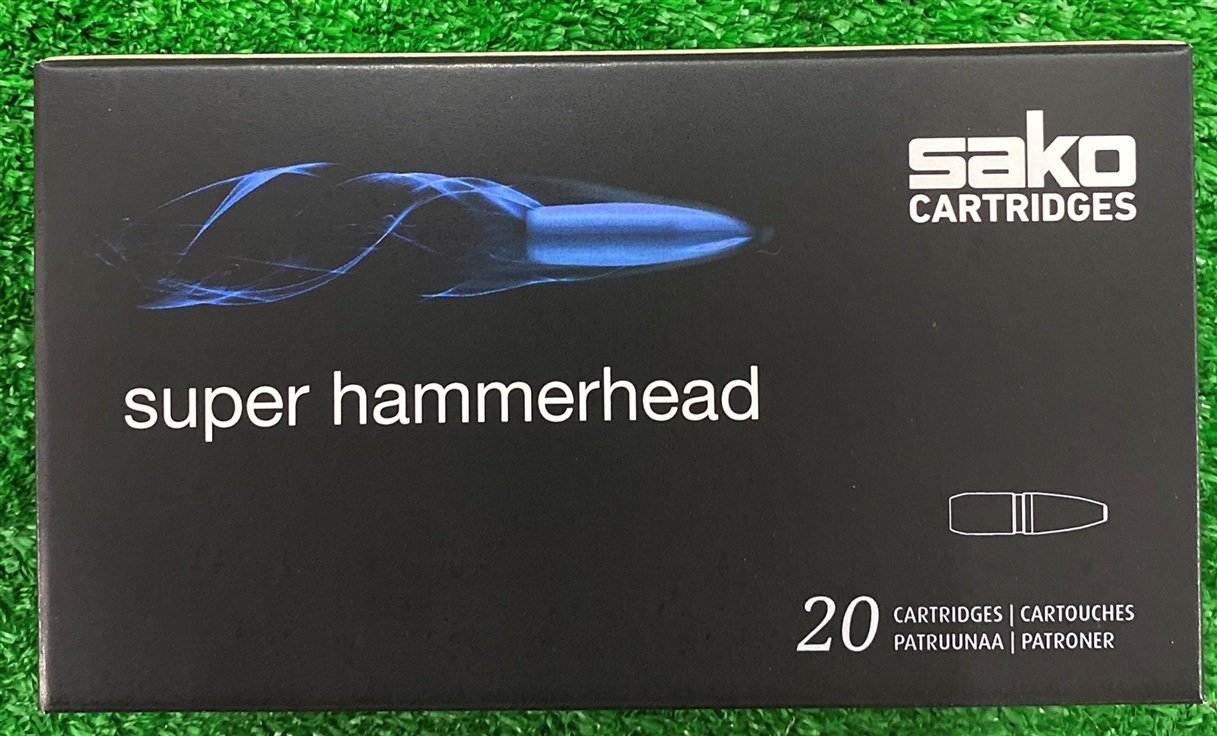 sako
CARTRIDGES
super hammerhead
20 CARTRIDGES | CARTOUCHES
PATRUUNAA | PATRONER